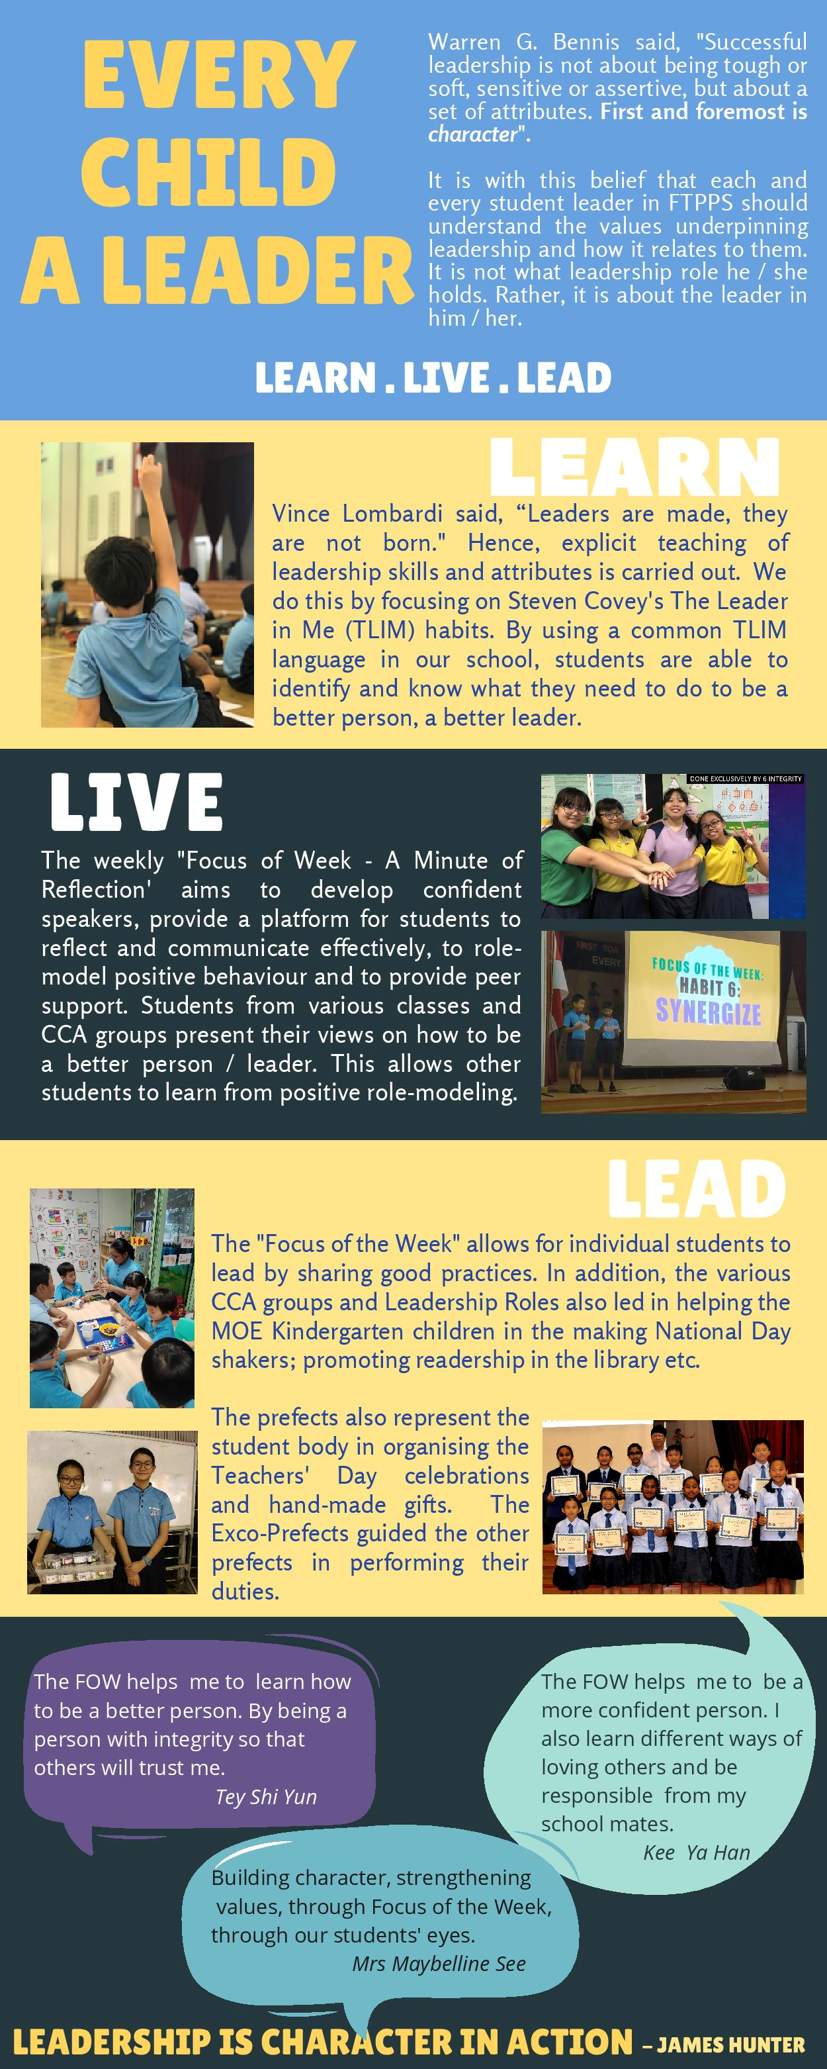 EVERY
CHILD
A LEADER
Warren G. Bennis said, "Successful
leadership is not about being tough or
soft, sensitive or assertive, but about a
set of attributes. First and foremost is
character".
It is with this belief that each and
every student leader in FTPPS should
understand the values underpinning
leadership and how it relates to them.
It is not what leadership role he / she
holds. Rather, it is about the leader in
him / her.
LEARN . LIVE . LEAD
LEARN
Vince Lombardi said, “Leaders are made, they
are not born." Hence, explicit teaching of
leadership skills and attributes is carried out. We
do this by focusing on Steven Covey's The Leader
in Me (TLIM) habits. By using a common TLIM
language in our school, students are able to
identify and know what they need to do to be a
better person, a better leader.
LIVE
The weekly "Focus of Week - A Minute of
Reflection' aims to develop confident
speakers, provide a platform for students to
reflect and communicate effectively, to role-
model positive behaviour and to provide peer
support. Students from various classes and
CCA groups present their views on how to be
a better person / leader. This allows other
students to learn from positive role-modeling.
DONE EXCLUSIVELY BY 6 INTEGRITY
FIRST TOA
EVERY
FOCUS OF THE WEEK:
HABIT 6:
SYNERGIZE
LEAD
The "Focus of the Week" allows for individual students to
lead by sharing good practices. In addition, the various
CCA groups and Leadership Roles also led in helping the
MOE Kindergarten children in the making National Day
shakers; promoting readership in the library etc.
The prefects also represent the
student body in organising the
Teachers' Day celebrations
and hand-made gifts. The
Exco-Prefects guided the other
prefects in performing their
duties.
The FOW helps me to learn how
to be a better person. By being a
person with integrity so that
others will trust me.
Tey Shi Yun
The FOW helps me to be a
more confident person. I
also learn different ways of
loving others and be
responsible from my
school mates.
Kee Ya Han
Building character, strengthening
values, through Focus of the Week,
through our students' eyes.
Mrs Maybelline See
LEADERSHIP IS CHARACTER IN ACTION – JAMES HUNTER